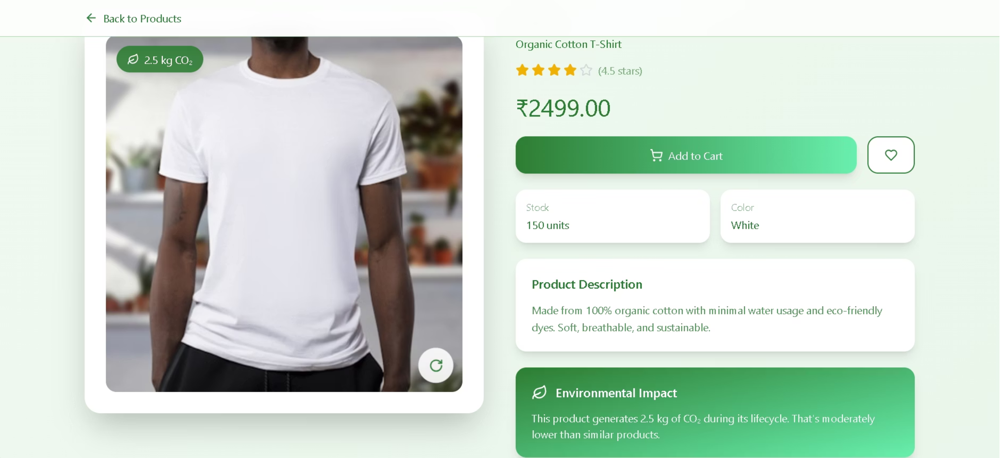 Back to Products
2.5 kg CO₂
Organic Cotton T-Shirt
(4.5 stars)
₹2499.00
Add to Cart
Stock
150 units
Color
White
Product Description
Made from 100% organic cotton with minimal water usage and eco-friendly
dyes. Soft, breathable, and sustainable.
Environmental Impact
This product generates 2.5 kg of CO₂ during its lifecycle. That's moderately
lower than similar products.